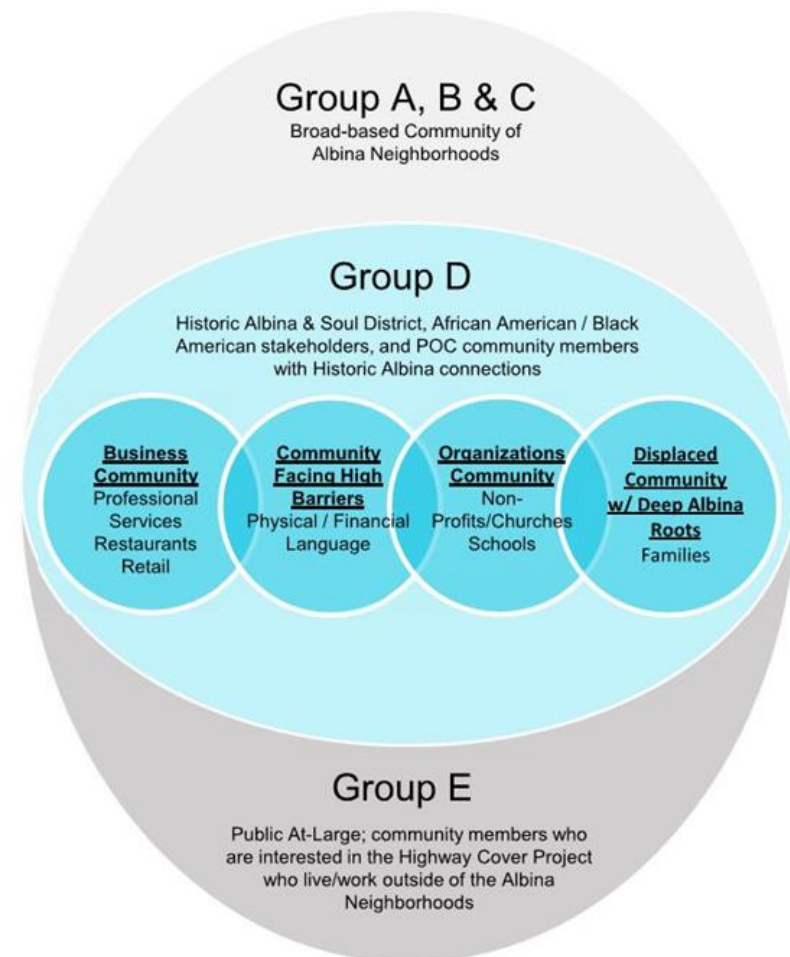 Group A, B & C
Broad-based Community of
Albina Neighborhoods
Group D
Historic Albina & Soul District, African American / Black
American stakeholders, and POC community members
with Historic Albina connections
Business
Community
Professional
Services
Restaurants
Retail
Community
Facing High
Barriers
Physical / Financial
Language
Organizations
Community
Non-
Profits/Churches
Schools
Displaced
Community
w/ Deep Albina
Roots
Families
Group E
Public At-Large; community members who
are interested in the Highway Cover Project
who live/work outside of the Albina
Neighborhoods